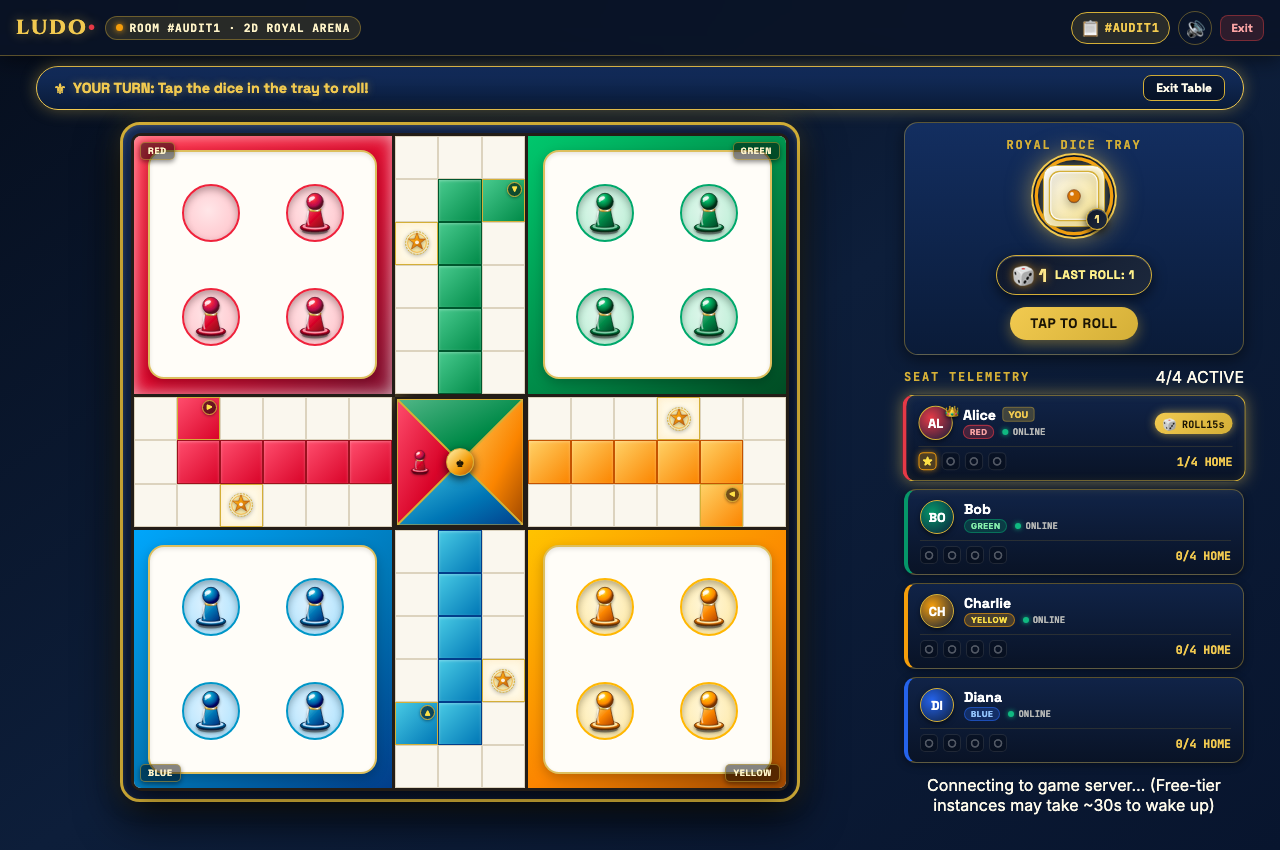 LUDO
ROOM #AUDIT1 · 2D ROYAL ARENA
#AUDIT1
Exit
YOUR TURN: Tap the dice in the tray to roll!
Exit Table
RED
GREEN
BLUE
YELLOW
ROYAL DICE TRAY
1
1 LAST ROLL: 1
TAP TO ROLL
SEAT TELEMETRY
4/4 ACTIVE
AL
Alice
YOU
RED
ONLINE
ROLL15s
1/4 HOME
BO
Bob
GREEN
ONLINE
0/4 HOME
CH
Charlie
YELLOW
ONLINE
0/4 HOME
DI
Diana
BLUE
ONLINE
0/4 HOME
Connecting to game server... (Free-tier
instances may take ~30s to wake up)